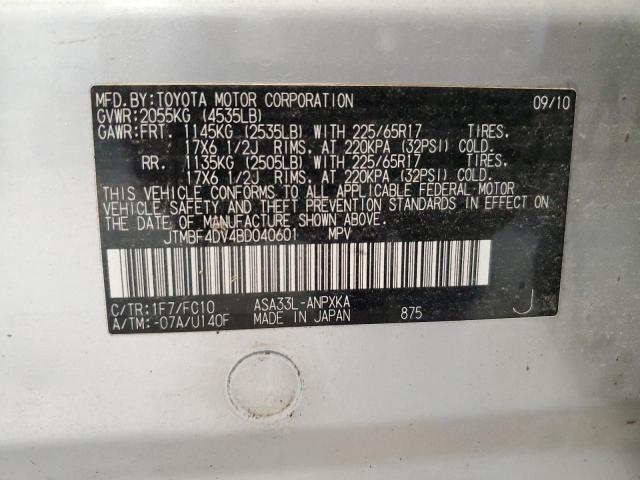 MFD.BY:TOYOTA MOTOR CORPORATION 09/10
GVWR:2055KG (4535LB)
GAWR:FRT. 1145KG (2535LB) WITH 225/65R17 TIRES,
17X6 1/2J RIMS, AT 220KPA (32PSI) COLD.
RR. 1135KG (2505LB) WITH 225/65R17 TIRES,
17X6 1/2J RIMS, AT 220KPA (32PSI) COLD.
THIS VEHICLE CONFORMS TO ALL APPLICABLE FEDERAL MOTOR
VEHICLE SAFETY AND THEFT PREVENTION STANDARDS IN EFFECT ON
THE DATE OF MANUFACTURE SHOWN ABOVE.
JTMBF4DV4BD040601 MPV
C/TR:1F7/FC10 ASA33L-ANPXKA
A/TM:-07A/U140F MADE IN JAPAN 875 J